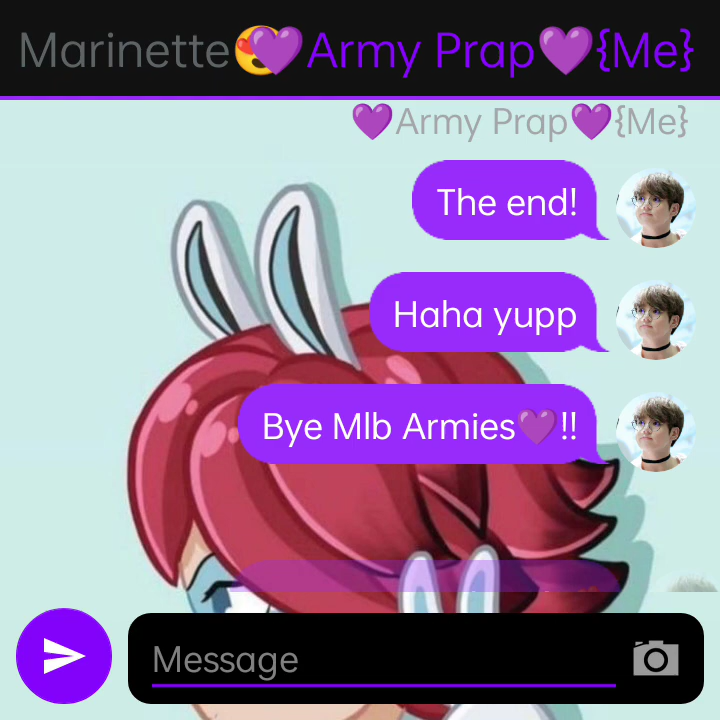 Marinette😍💜Army Prap💜{Me}
💜Army Prap💜{Me}
The end!
Haha yupp
Bye Mlb Armies💜!!
Message